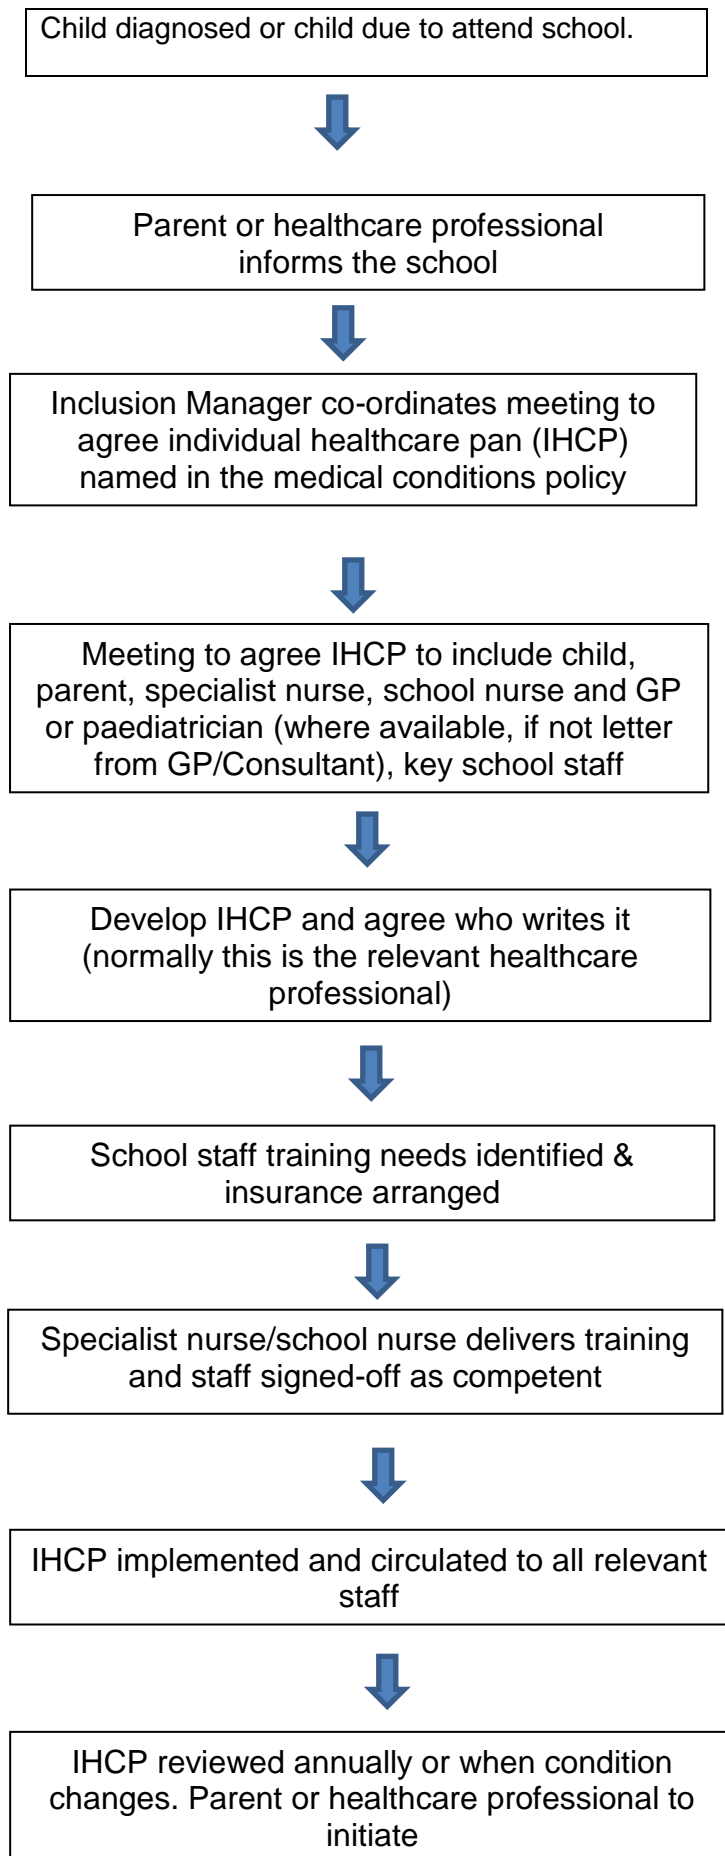 Child diagnosed or child due to attend school.
Parent or healthcare professional
informs the school
Inclusion Manager co-ordinates meeting to
agree individual healthcare pan (IHCP)
named in the medical conditions policy
Meeting to agree IHCP to include child,
parent, specialist nurse, school nurse and GP
or paediatrician (where available, if not letter
from GP/Consultant), key school staff
Develop IHCP and agree who writes it
(normally this is the relevant healthcare
professional)
School staff training needs identified &
insurance arranged
Specialist nurse/school nurse delivers training
and staff signed-off as competent
IHCP implemented and circulated to all relevant
staff
IHCP reviewed annually or when condition
changes. Parent or healthcare professional to
initiate